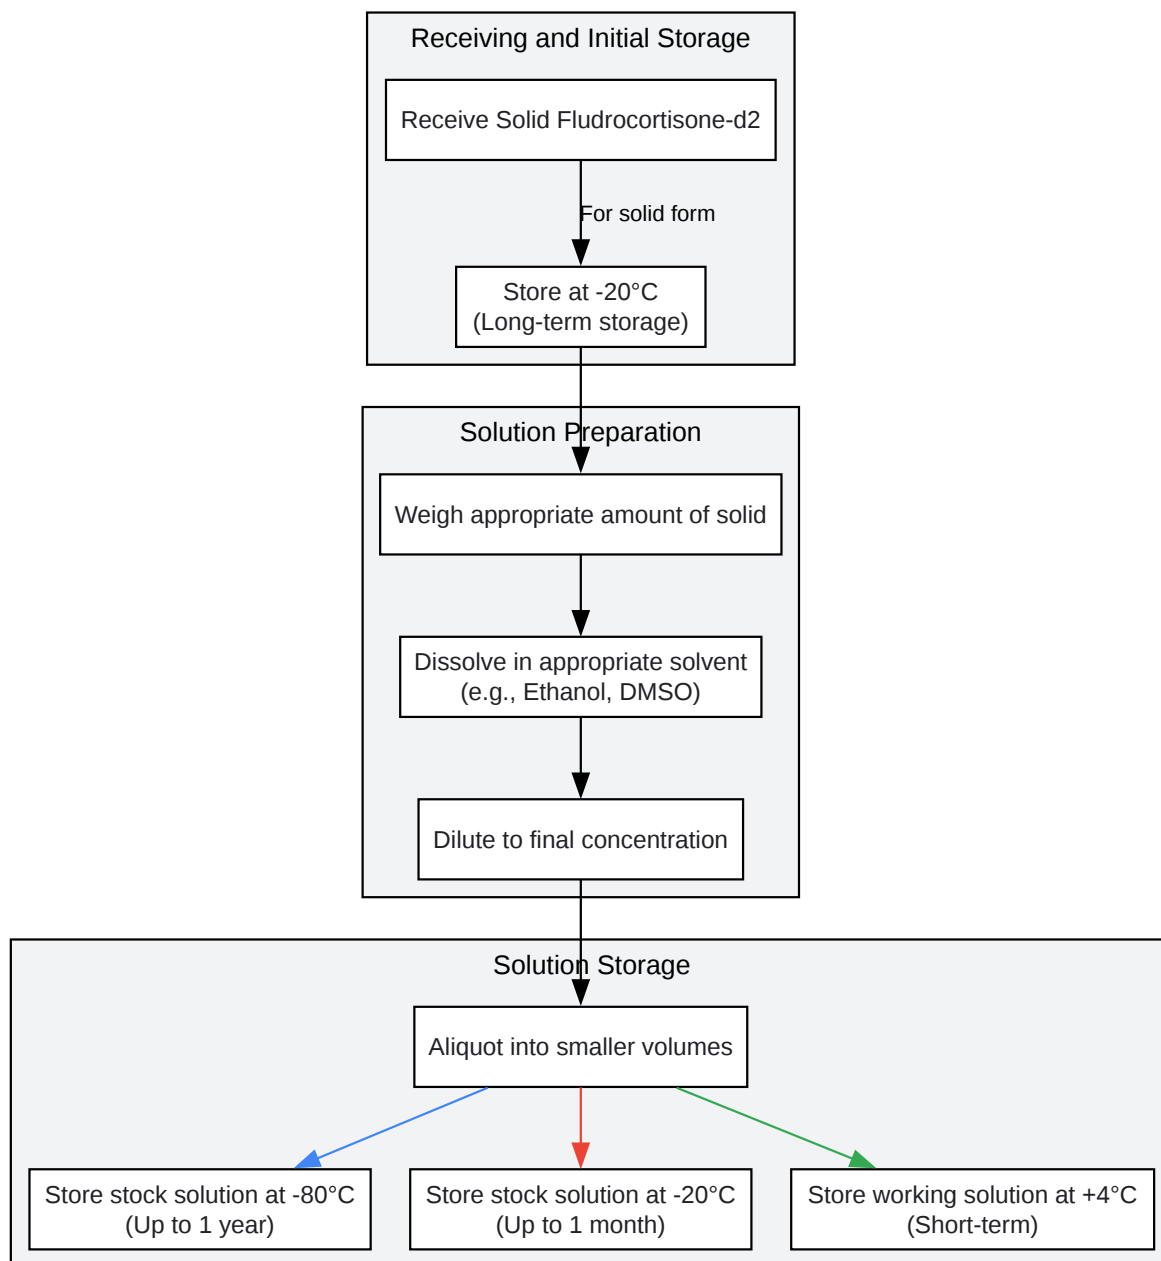 Receiving and Initial Storage
Receive Solid Fludrocortisone-d2
For solid form
Store at -20°C
(Long-term storage)
Solution Preparation
Weigh appropriate amount of solid
Dissolve in appropriate solvent
(e.g., Ethanol, DMSO)
Dilute to final concentration
Solution Storage
Aliquot into smaller volumes
Store stock solution at -80°C
(Up to 1 year)
Store stock solution at -20°C
(Up to 1 month)
Store working solution at +4°C
(Short-term)